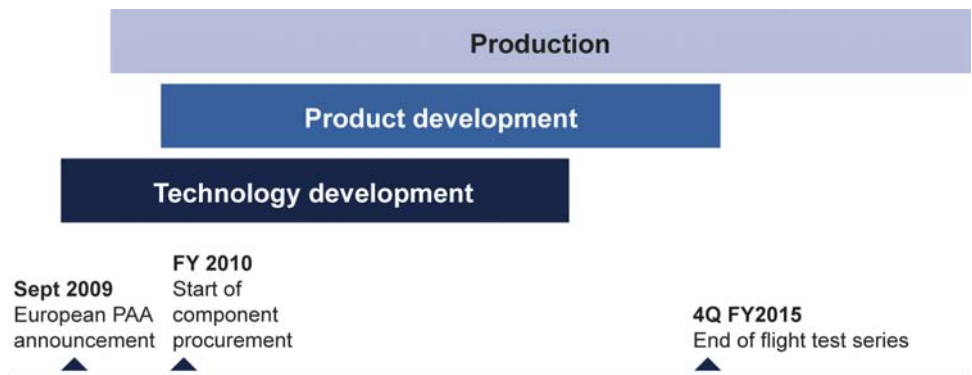 Production
Product development
Technology development
FY 2010
Start of
component
procurement
Sept 2009
European PAA
announcement
4Q FY2015
End of flight test series